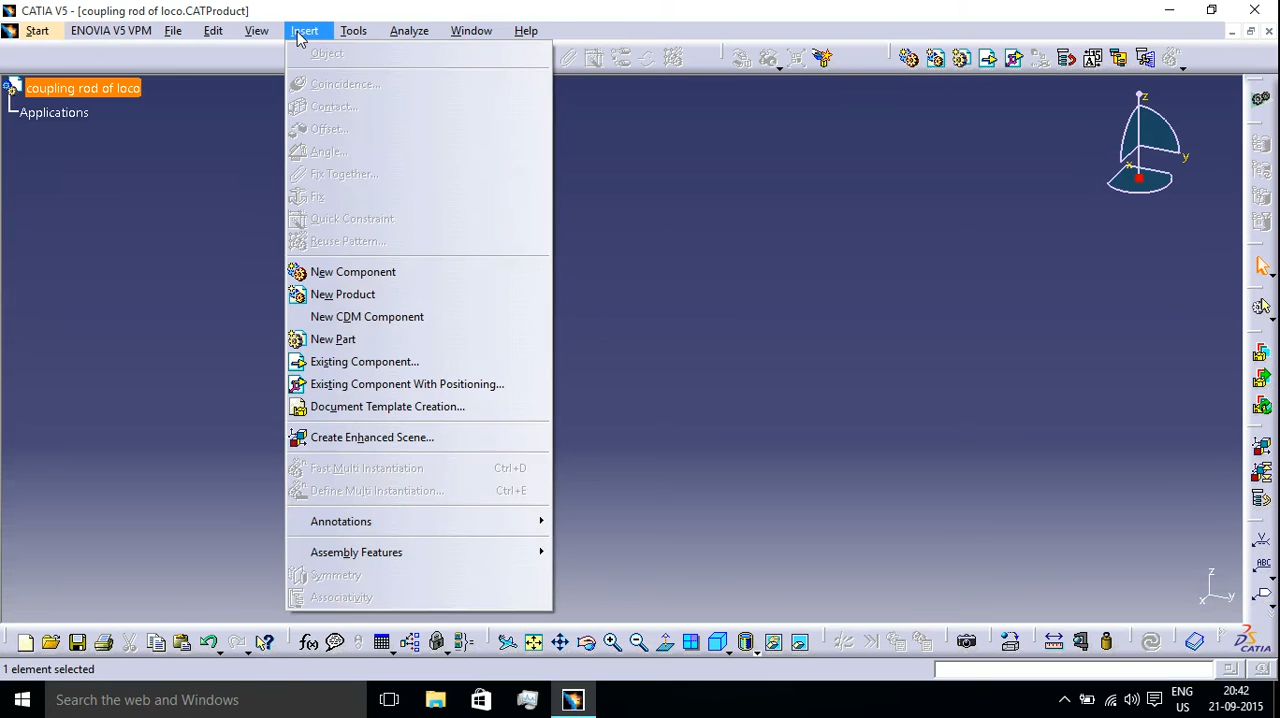 CATIA V5 - [coupling rod of loco.CATProduct]
Start ENOVIA V5 VPM File Edit View Insert Tools Analyze Window Help
coupling rod of loco
Applications
Object
Coincidence...
Contact...
Offset...
Angle...
Fix Together...
Fix
Quick Constraint
Reuse Pattern...
New Component
New Product
New CDM Component
New Part
Existing Component...
Existing Component With Positioning...
Document Template Creation...
Create Enhanced Scene...
Fast Multi Instantiation Ctrl+D
Define Multi Instantiation... Ctrl+E
Annotations
Assembly Features
Symmetry
Associativity
z
y
x
ABC
z
x y
f(x)
CATIA
1 element selected
Search the web and Windows
ENG
US
20:42
21-09-2015